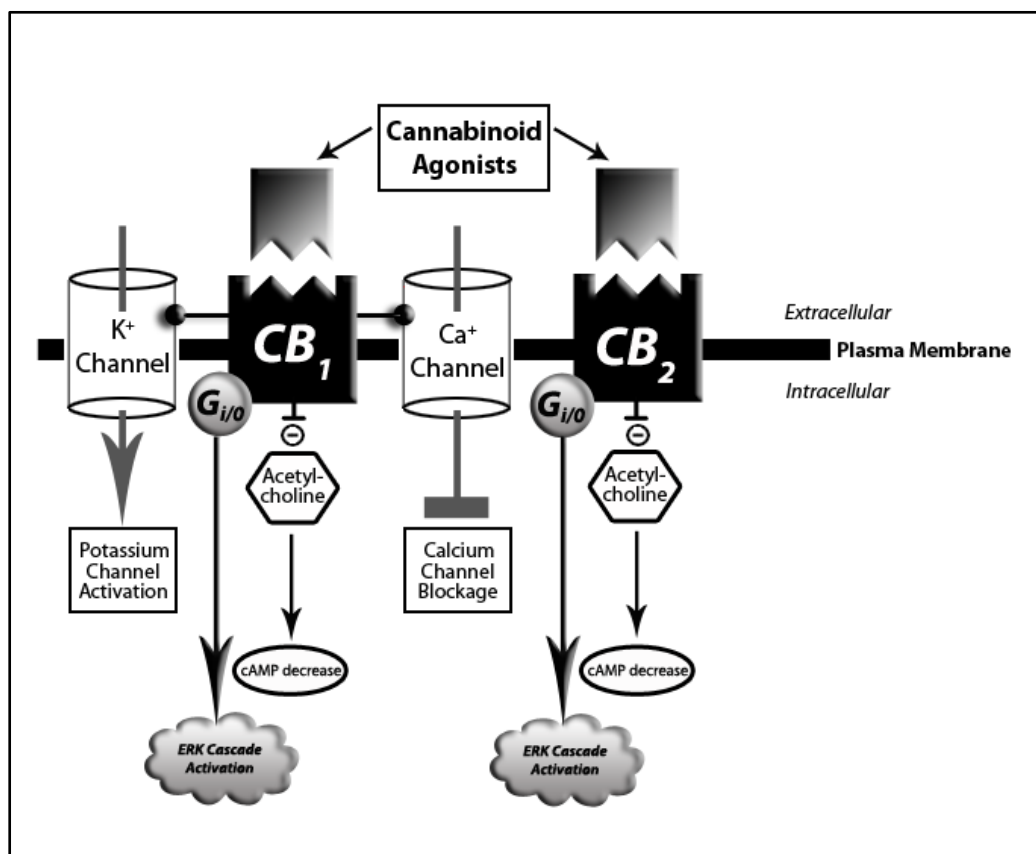 Cannabinoid
Agonists
K+
Channel
CB1
Ca+
Channel
CB2
Extracellular
Plasma Membrane
Intracellular
Gi/0
Gi/0
⊖
⊖
Acetyl-
choline
Acetyl-
choline
Potassium
Channel
Activation
Calcium
Channel
Blockage
cAMP decrease
cAMP decrease
ERK Cascade
Activation
ERK Cascade
Activation